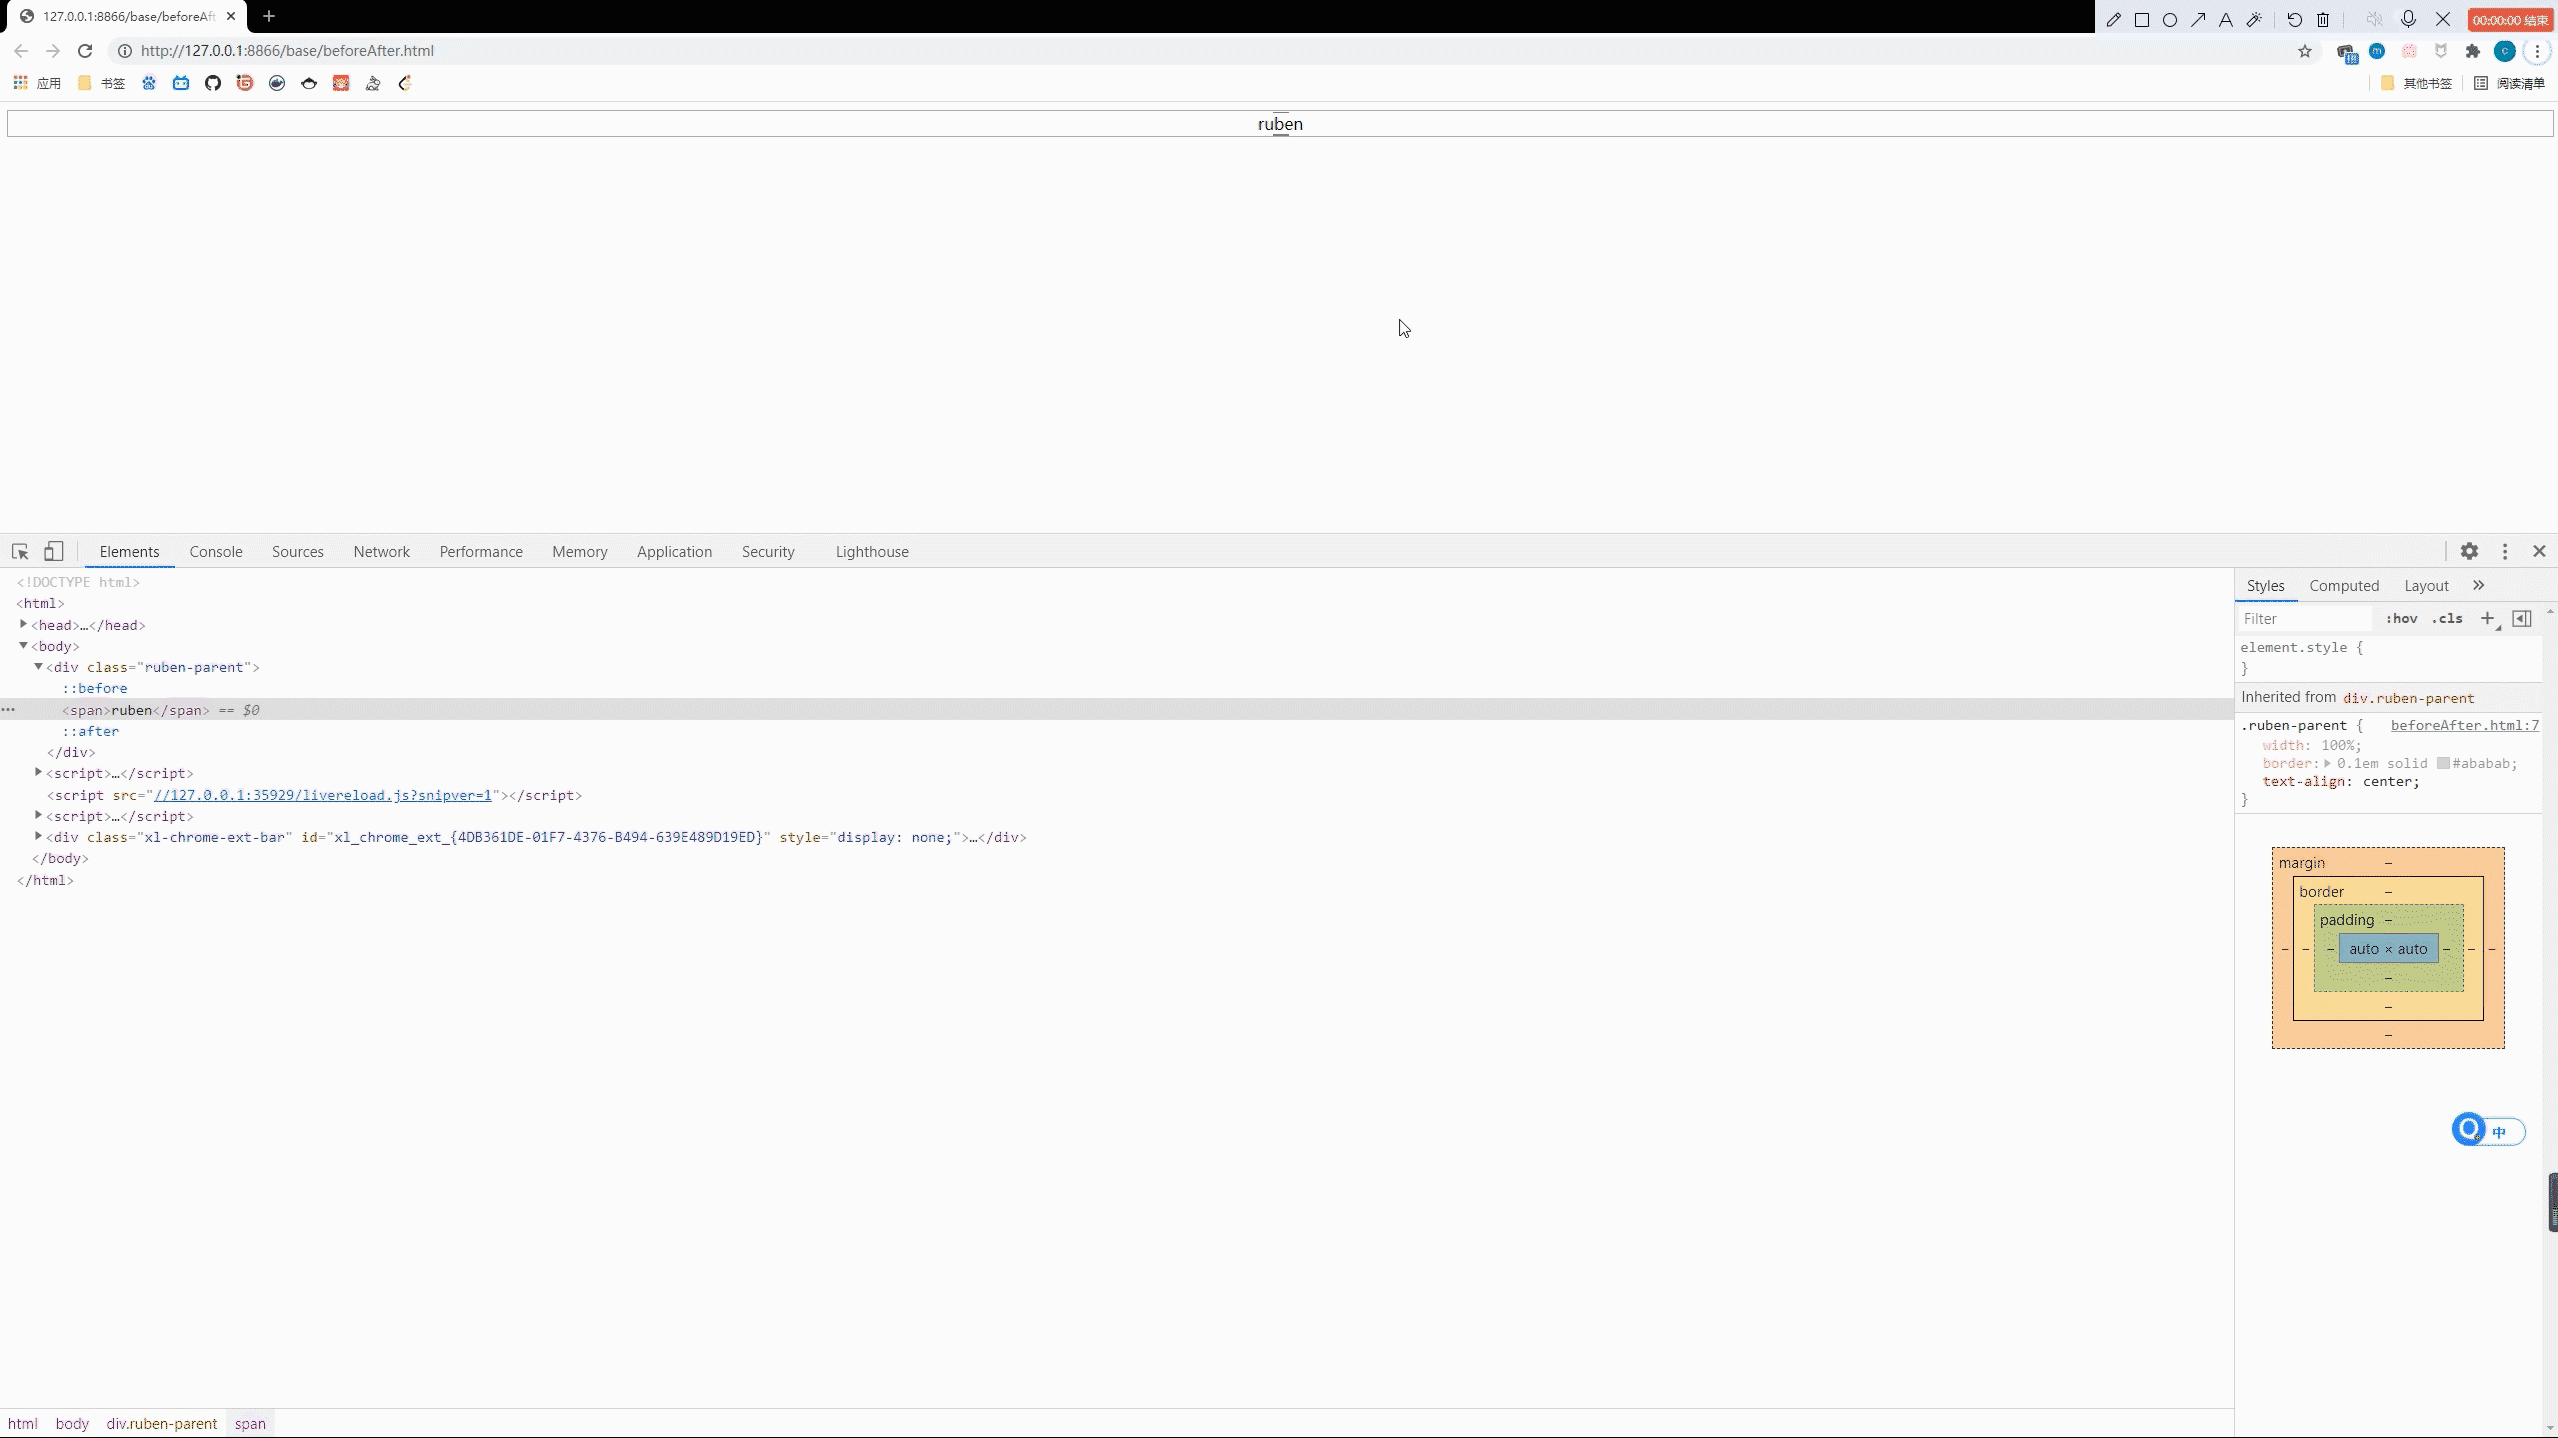 127.0.0.1:8866/base/beforeAft
00:00:00 结束
http://127.0.0.1:8866/base/beforeAfter.html
应用 书签 其他书签 阅读清单
ruben
Elements Console Sources Network Performance Memory Application Security Lighthouse
<!DOCTYPE html>
<html>
<head>…</head>
<body>
<div class="ruben-parent">
::before
<span>ruben</span> == $0
::after
</div>
<script>…</script>
<script src="//127.0.0.1:35929/livereload.js?snipver=1"></script>
<script>…</script>
<div class="xl-chrome-ext-bar" id="xl_chrome_ext_{4DB361DE-01F7-4376-B494-639E489D19ED}" style="display: none;">…</div>
</body>
</html>
Styles Computed Layout
Filter :hov .cls
element.style {
}
Inherited from div.ruben-parent
.ruben-parent { beforeAfter.html:7
width: 100%;
border: 0.1em solid #ababab;
text-align: center;
}
margin –
border –
padding –
– – – auto × auto – – –
–
–
–
中
html body div.ruben-parent span